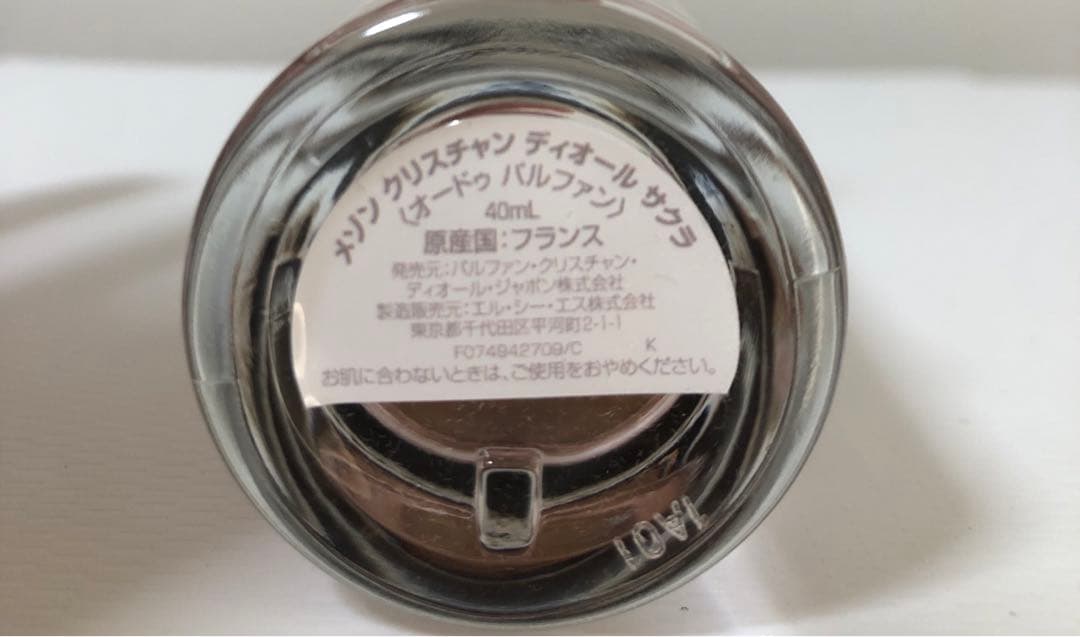 メゾン クリスチャン ディオール サクラ
(オードゥ パルファン)
40mL
原産国:フランス
発売元:パルファン・クリスチャン・
ディオール・ジャポン株式会社
製造販売元:エル・シー・エス株式会社
東京都千代田区平河町2-1-1
F074942709/C K
お肌に合わないときは、ご使用をおやめください。
1A01